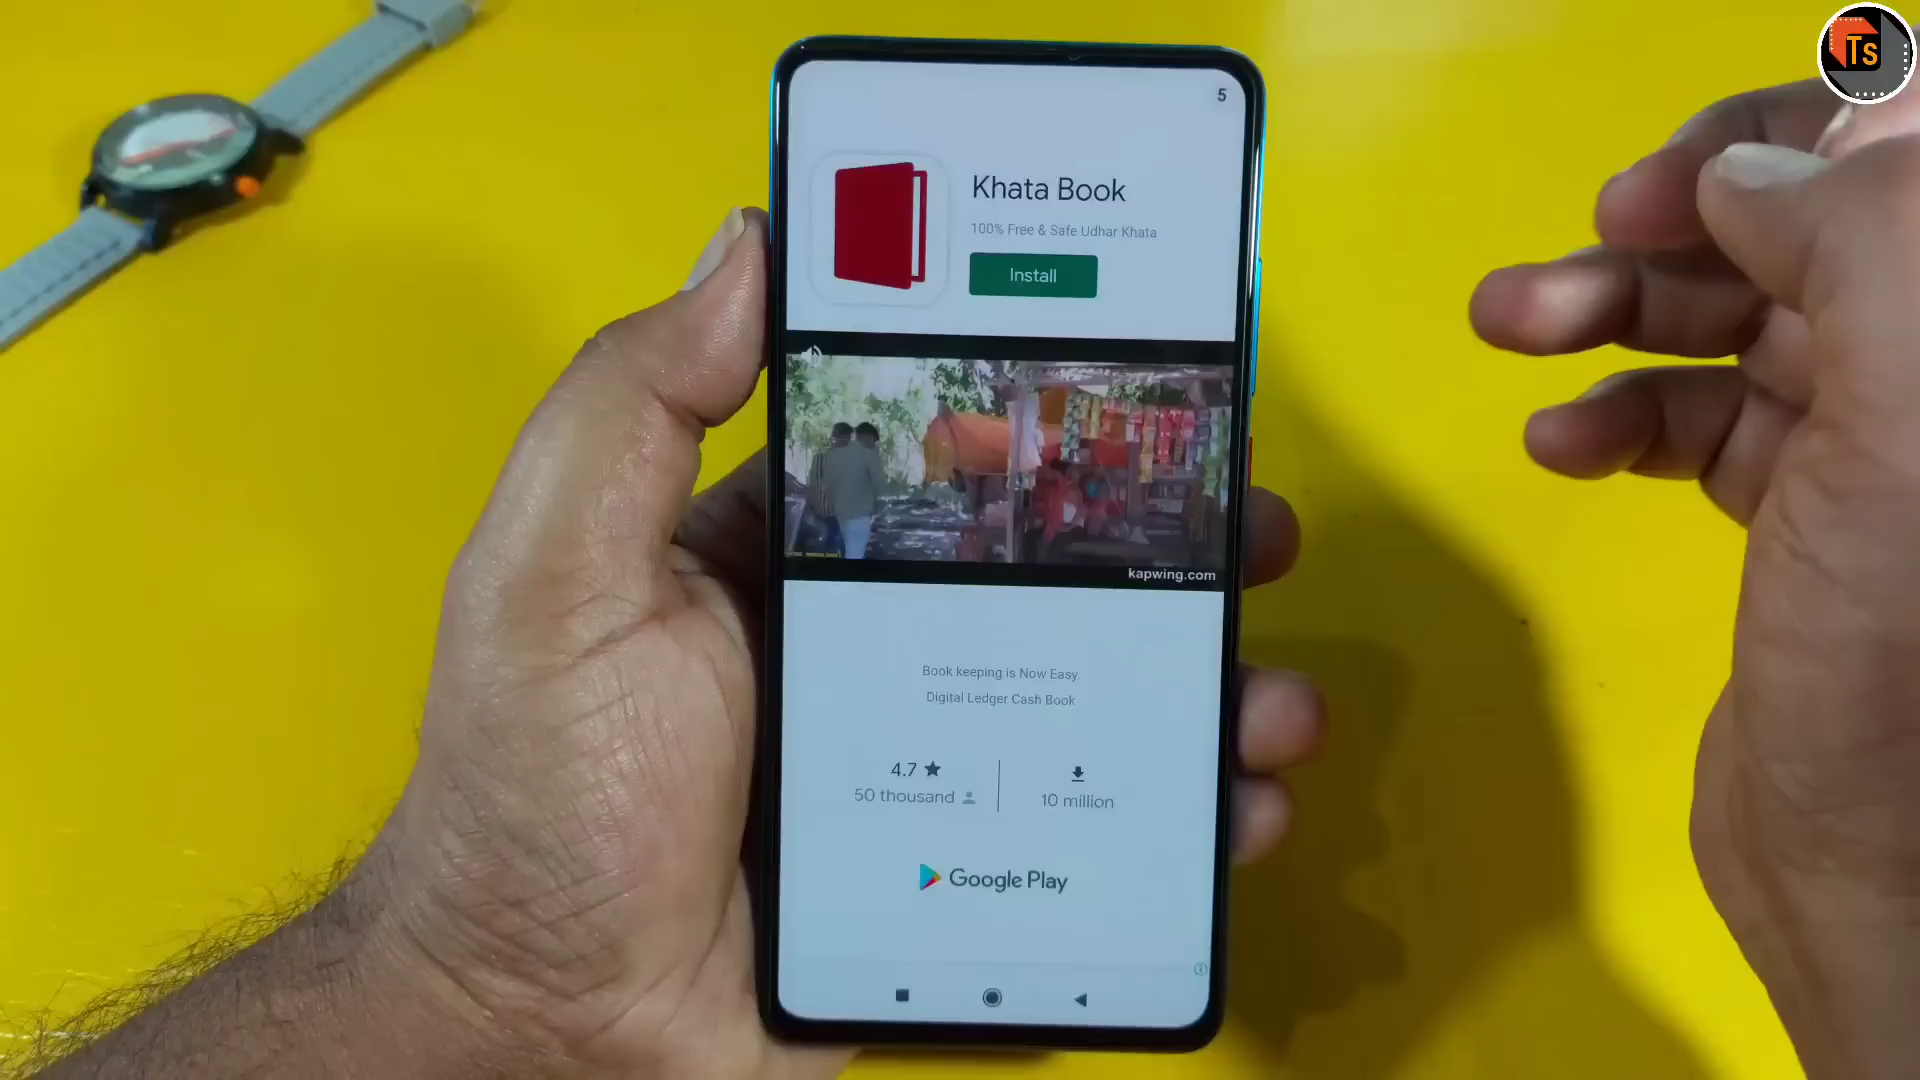 Ts
5
Khata Book
100% Free & Safe Udhar Khata
Install
kapwing.com
Book keeping is Now Easy.
Digital Ledger Cash Book
4.7
50 thousand
10 million
Google Play